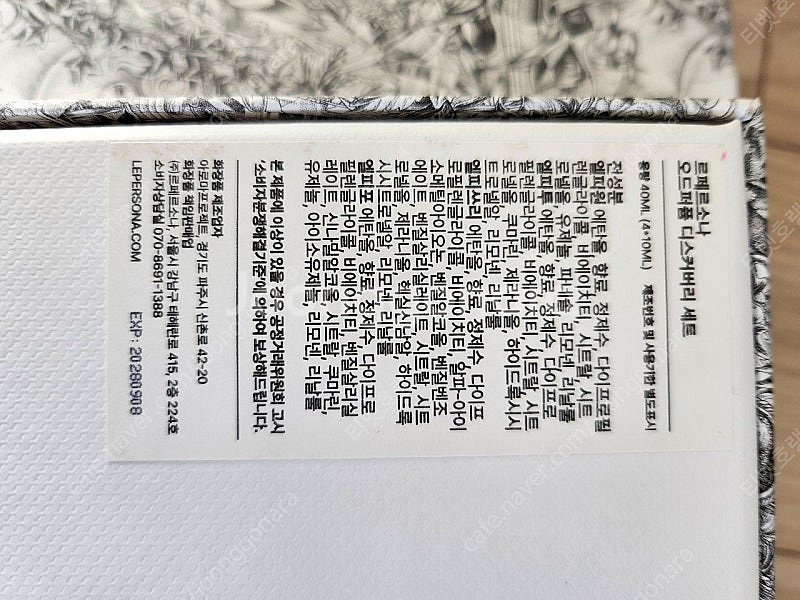 르페르소나
오드퍼퓸 디스커버리 세트
용량 40ML (4*10ML) 제조번호 및 사용기한 별도표시
전성분
엘피원 에탄올, 향료, 정제수, 다이프로필
렌글라이콜, 비에이치티, 시트랄, 시트
로넬올, 유제놀, 파네솔, 리모넨, 리날룰
엘피투 에탄올, 향료, 정제수, 다이프로
필렌글라이콜, 비에이치티, 시트랄, 시트
로넬올, 쿠마린, 제라니올, 하이드록시시
트로넬알, 리모넨, 리날룰
엘피쓰리 에탄올, 향료, 정제수, 다이프
로필렌글라이콜, 비에이치티, 알파-아이
소메틸아이오논, 벤질알코올, 벤질벤조
에이트, 벤질살리실레이트, 시트랄, 시트
로넬올, 제라니올, 헥실신남알, 하이드록
시시트로넬알, 리모넨, 리날룰
엘피포 에탄올, 향료, 정제수, 다이프로
필렌글라이콜, 비에이치티, 벤질살리실
레이트, 신나밀알코올, 시트랄, 쿠마린,
유제놀, 아이소유제놀, 리모넨, 리날룰
본 제품에 이상이 있을 경우 공정거래위원회 고시
'소비자분쟁해결기준'에 의하여 보상해드립니다.
화장품 제조업자
아로마프로젝트, 경기도 파주시 신촌로 42-20
화장품 책임판매업
㈜르페르소나, 서울시 강남구 테헤란로 415, 2층 224호
소비자상담실 070-8691-1388
LEPERSONA.COM
EXP: 20280908
티벳호랭
cafe.naver.com/joonggonara